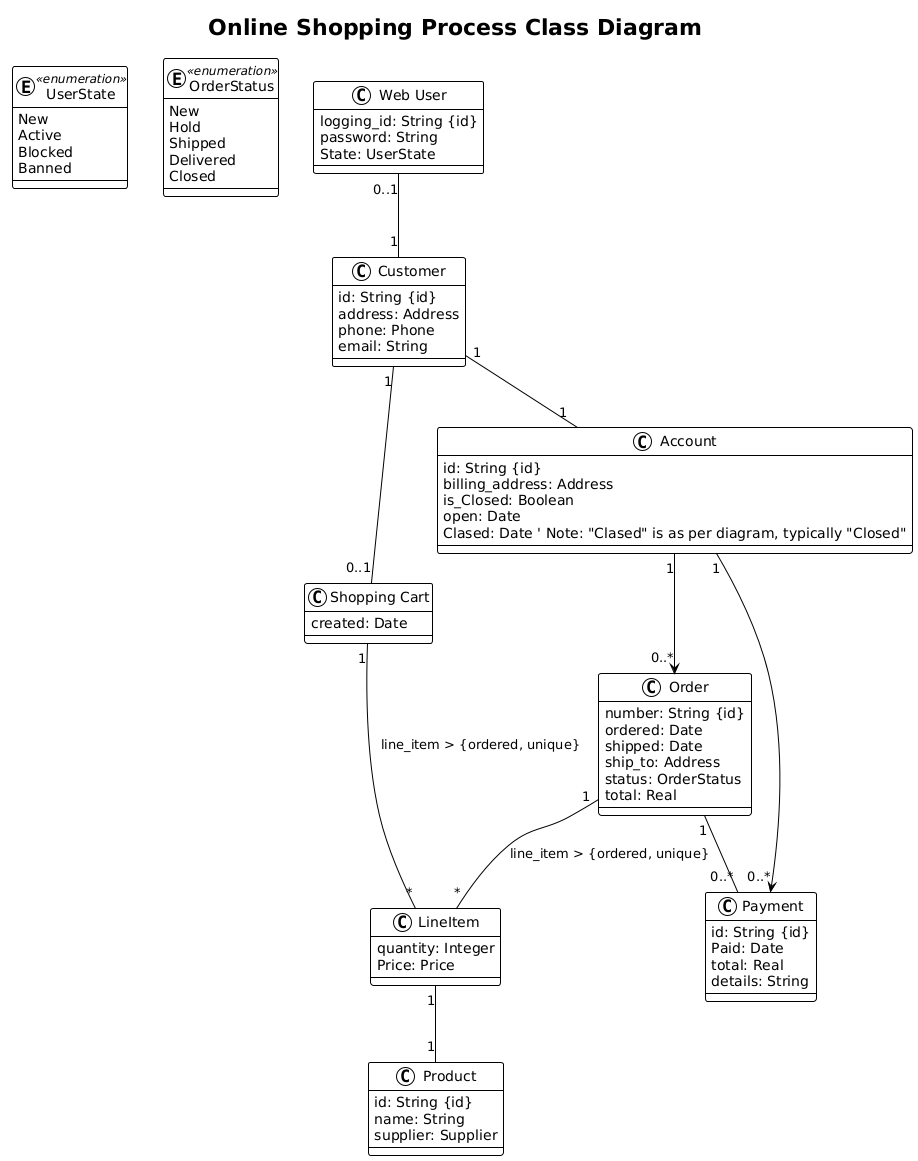 Online Shopping Process Class Diagram
E «enumeration» UserState
New
Active
Blocked
Banned
E «enumeration» OrderStatus
New
Hold
Shipped
Delivered
Closed
C Web User
logging_id: String {id}
password: String
State: UserState
0..1
1
C Customer
id: String {id}
address: Address
phone: Phone
email: String
1
1
1
0..1
C Account
id: String {id}
billing_address: Address
is_Closed: Boolean
open: Date
Clased: Date ' Note: "Clased" is as per diagram, typically "Closed"
1
1
0..*
C Shopping Cart
created: Date
1
line_item > {ordered, unique}
*
C Order
number: String {id}
ordered: Date
shipped: Date
ship_to: Address
status: OrderStatus
total: Real
1
line_item > {ordered, unique}
*
1
0..*
0..*
C LineItem
quantity: Integer
Price: Price
C Payment
id: String {id}
Paid: Date
total: Real
details: String
1
1
C Product
id: String {id}
name: String
supplier: Supplier